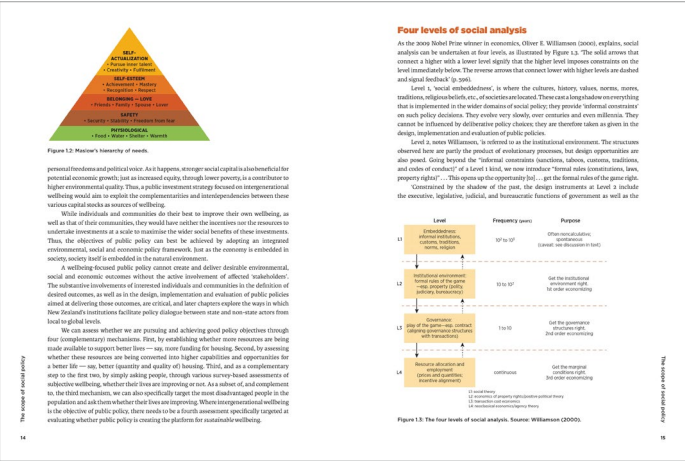 SELF-
ACTUALIZATION
• Pursue inner talent
• Creativity • Fulfilment
SELF-ESTEEM
• Achievement • Mastery
• Recognition • Respect
BELONGING — LOVE
• Friends • Family • Spouse • Lover
SAFETY
• Security • Stability • Freedom from fear
PHYSIOLOGICAL
• Food • Water • Shelter • Warmth
Figure 1.2: Maslow's hierarchy of needs.
personal freedoms and political voice. As it happens, stronger social capital is also beneficial for
potential economic growth; just as increased equity, through lower poverty, is a contributor to
higher environmental quality. Thus, a public investment strategy focused on intergenerational
wellbeing would aim to exploit the complementarities and interdependencies between these
various capital stocks as sources of wellbeing.
While individuals and communities do their best to improve their own wellbeing, as
well as that of their communities, they would have neither the incentives nor the resources to
undertake investments at a scale to maximise the wider social benefits of these investments.
Thus, the objectives of public policy can best be achieved by adopting an integrated
environmental, social and economic policy framework. Just as the economy is embedded in
society, society itself is embedded in the natural environment.
A wellbeing-focused public policy cannot create and deliver desirable environmental,
social and economic outcomes without the active involvement of affected 'stakeholders'.
The substantive involvements of interested individuals and communities in the definition of
desired outcomes, as well as in the design, implementation and evaluation of public policies
aimed at delivering those outcomes, are critical, and later chapters explore the ways in which
New Zealand's institutions facilitate policy dialogue between state and non-state actors from
local to global levels.
We can assess whether we are pursuing and achieving good policy objectives through
four (complementary) mechanisms. First, by establishing whether more resources are being
made available to support better lives — say, more funding for housing. Second, by assessing
whether these resources are being converted into higher capabilities and opportunities for
a better life — say, better (quantity and quality of) housing. Third, and as a complementary
step to the first two, by simply asking people, through various survey-based assessments of
subjective wellbeing, whether their lives are improving or not. As a subset of, and complement
to, the third mechanism, we can also specifically target the most disadvantaged people in the
population and ask them whether their lives are improving. Where intergenerational wellbeing
is the objective of public policy, there needs to be a fourth assessment specifically targeted at
evaluating whether public policy is creating the platform for sustainable wellbeing.
The scope of social policy
14
Four levels of social analysis
As the 2009 Nobel Prize winner in economics, Oliver E. Williamson (2000), explains, social
analysis can be undertaken at four levels, as illustrated by Figure 1.3. 'The solid arrows that
connect a higher with a lower level signify that the higher level imposes constraints on the
level immediately below. The reverse arrows that connect lower with higher levels are dashed
and signal feedback' (p. 596).
Level 1, 'social embeddedness', is where the cultures, history, values, norms, mores,
traditions, religious beliefs, etc., of societies are located. These cast a long shadow on everything
that is implemented in the wider domains of social policy; they provide 'informal constraints'
on such policy decisions. They evolve very slowly, over centuries and even millennia. They
cannot be influenced by deliberative policy choices; they are therefore taken as given in the
design, implementation and evaluation of public policies.
Level 2, notes Williamson, 'is referred to as the institutional environment. The structures
observed here are partly the product of evolutionary processes, but design opportunities are
also posed. Going beyond the "informal constraints (sanctions, taboos, customs, traditions,
and codes of conduct)" of a Level 1 kind, we now introduce "formal rules (constitutions, laws,
property rights)" . . . This opens up the opportunity [to] . . . get the formal rules of the game right.
'Constrained by the shadow of the past, the design instruments at Level 2 include
the executive, legislative, judicial, and bureaucratic functions of government as well as the
Level Frequency (years) Purpose
L1
Embeddedness:
informal institutions,
customs, traditions,
norms, religion
10² to 10³
Often noncalculative;
spontaneous
(caveat: see discussion in text)
L2
Institutional environment:
formal rules of the game
—esp. property (polity,
judiciary, bureaucracy)
10 to 10²
Get the institutional
environment right.
1st order economizing
L3
Governance:
play of the game—esp. contract
(aligning governance structures
with transactions)
1 to 10
Get the governance
structures right.
2nd order economizing
L4
Resource allocation and
employment
(prices and quantities;
incentive alignment)
continuous
Get the marginal
conditions right.
3rd order economizing
L1: social theory
L2: economics of property rights/positive political theory
L3: transaction cost economics
L4: neoclassical economics/agency theory
Figure 1.3: The four levels of social analysis. Source: Williamson (2000).
The scope of social policy
15